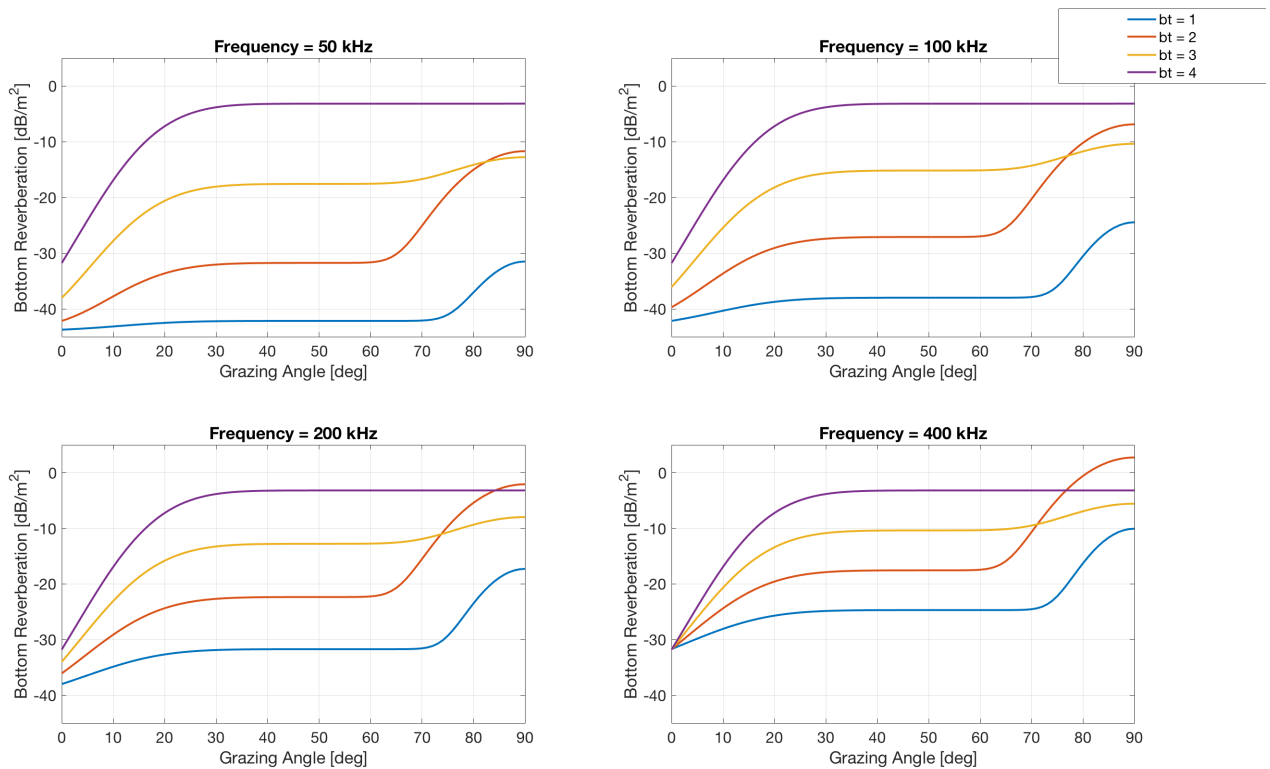 Frequency = 50 kHz
0
-10
-20
-30
-40
Bottom Reverberation [dB/m²]
0 10 20 30 40 50 60 70 80 90
Grazing Angle [deg]
Frequency = 100 kHz
0
-10
-20
-30
-40
Bottom Reverberation [dB/m²]
0 10 20 30 40 50 60 70 80 90
Grazing Angle [deg]
bt = 1
bt = 2
bt = 3
bt = 4
Frequency = 200 kHz
0
-10
-20
-30
-40
Bottom Reverberation [dB/m²]
0 10 20 30 40 50 60 70 80 90
Grazing Angle [deg]
Frequency = 400 kHz
0
-10
-20
-30
-40
Bottom Reverberation [dB/m²]
0 10 20 30 40 50 60 70 80 90
Grazing Angle [deg]